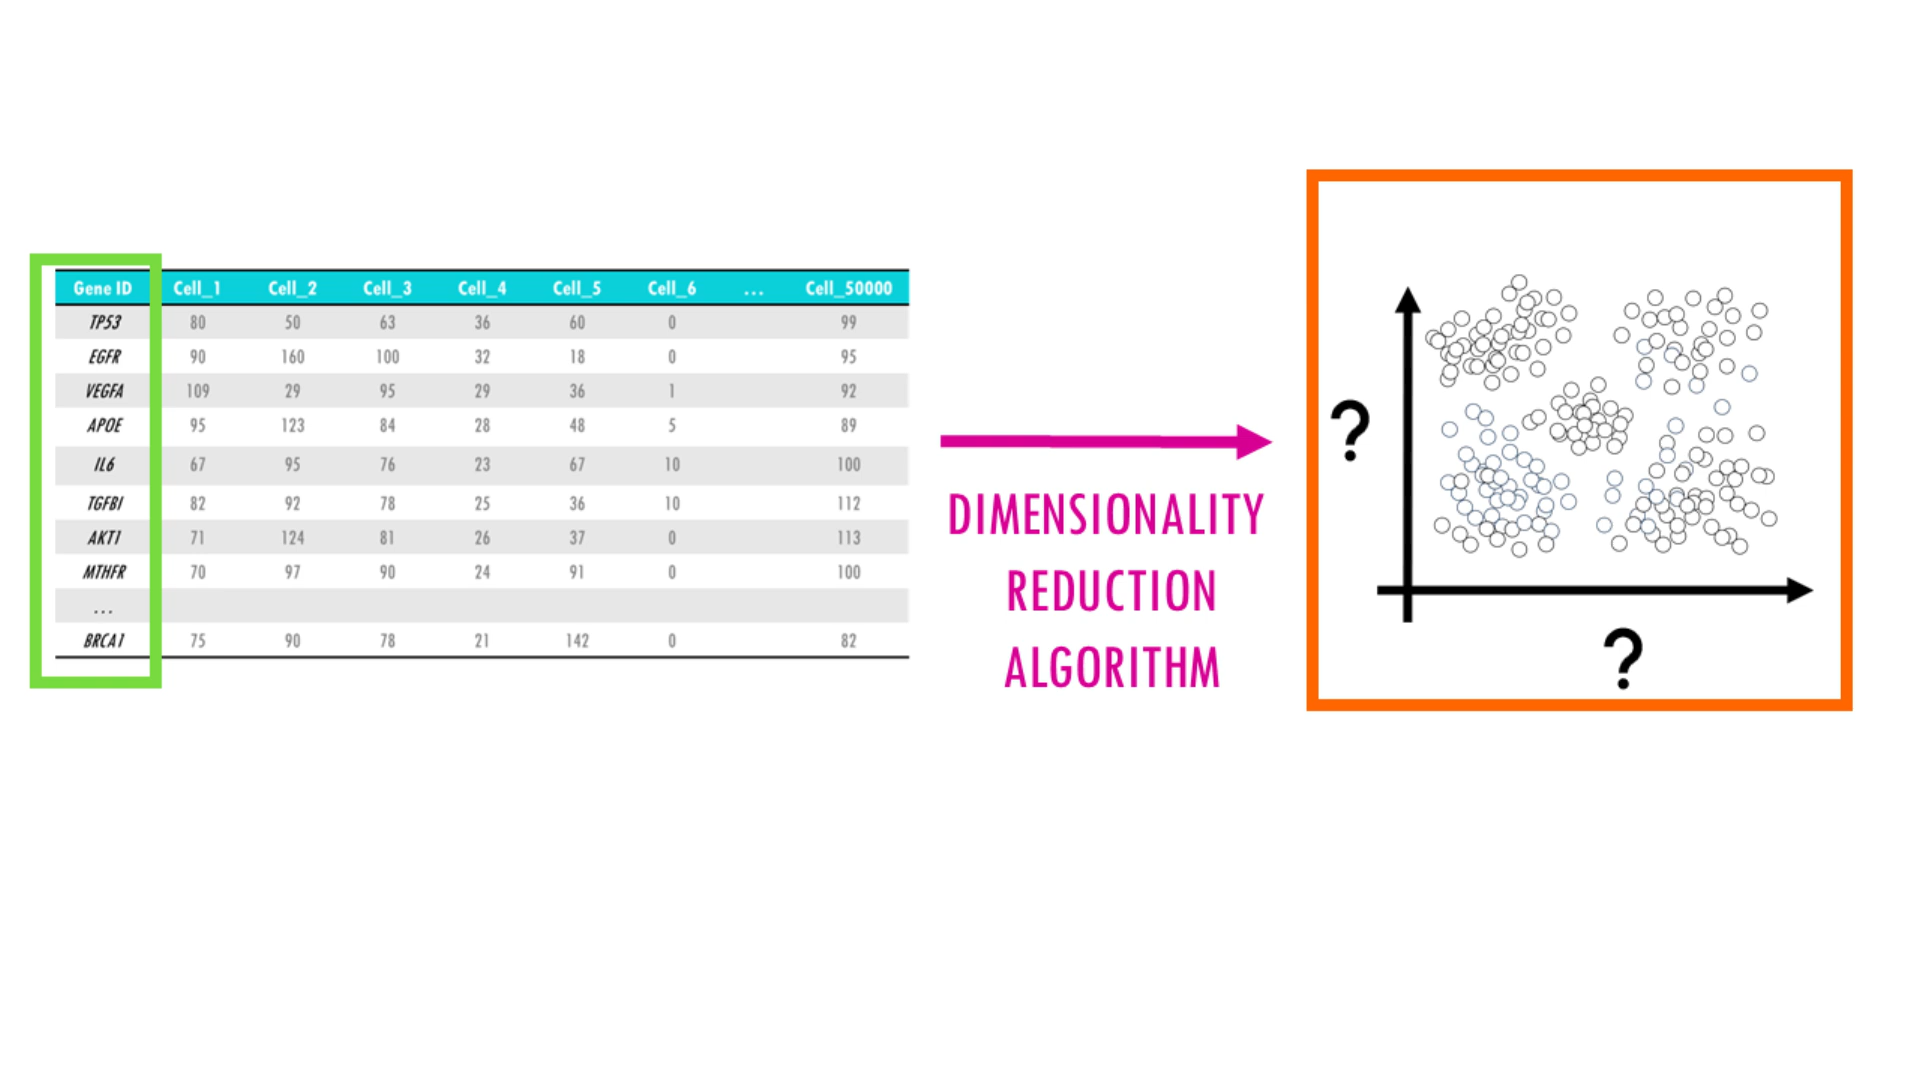 Gene ID Cell_1 Cell_2 Cell_3 Cell_4 Cell_5 Cell_6 ... Cell_50000
TP53 80 50 63 36 60 0 99
EGFR 90 160 100 32 18 0 95
VEGFA 109 29 95 29 36 1 92
APOE 95 123 84 28 48 5 89
IL6 67 95 76 23 67 10 100
TGFB1 82 92 78 25 36 10 112
AKT1 71 124 81 26 37 0 113
MTHFR 70 97 90 24 91 0 100
...
BRCA1 75 90 78 21 142 0 82
DIMENSIONALITY
REDUCTION
ALGORITHM
?
?